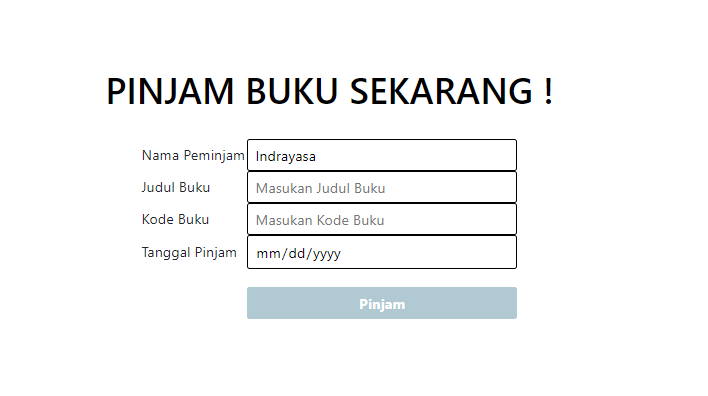 PINJAM BUKU SEKARANG !
Nama Peminjam Indrayasa
Judul Buku Masukan Judul Buku
Kode Buku Masukan Kode Buku
Tanggal Pinjam mm/dd/yyyy
Pinjam